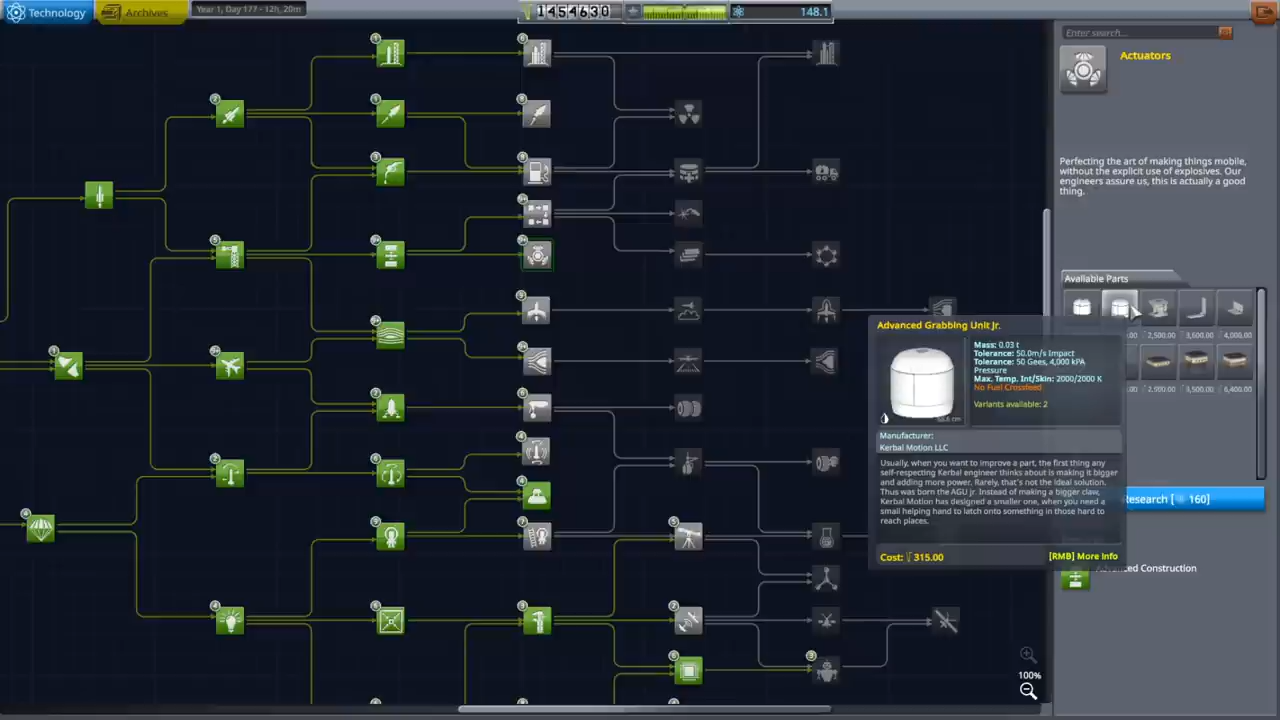 Technology
Archives
Year 1, Day 177 - 12h, 20m
1454630
148.1
Enter search...
Actuators
Perfecting the art of making things mobile,
without the explicit use of explosives. Our
engineers assure us, this is actually a good
thing.
Available Parts
2,500.00
3,600.00
4,000.00
2,980.00
3,500.00
6,400.00
Advanced Grabbing Unit Jr.
Mass: 0.03 t
Tolerance: 50.0m/s Impact
Tolerance: 50 Gees, 4,000 kPA
Pressure
Max. Temp. Int/Skin: 2000/2000 K
No Fuel Crossfeed
Variants available: 2
Manufacturer:
Kerbal Motion LLC
Usually, when you want to improve a part, the first thing any
self-respecting Kerbal engineer thinks about is making it bigger
and adding more power. Rarely, that's not the ideal solution.
Thus was born the AGU Jr. Instead of making a bigger claw,
Kerbal Motion has designed a smaller one, when you need a
small helping hand to latch onto something in those hard to
reach places.
Cost: 315.00
[RMB] More Info
Research [ 160]
Advanced Construction
100%